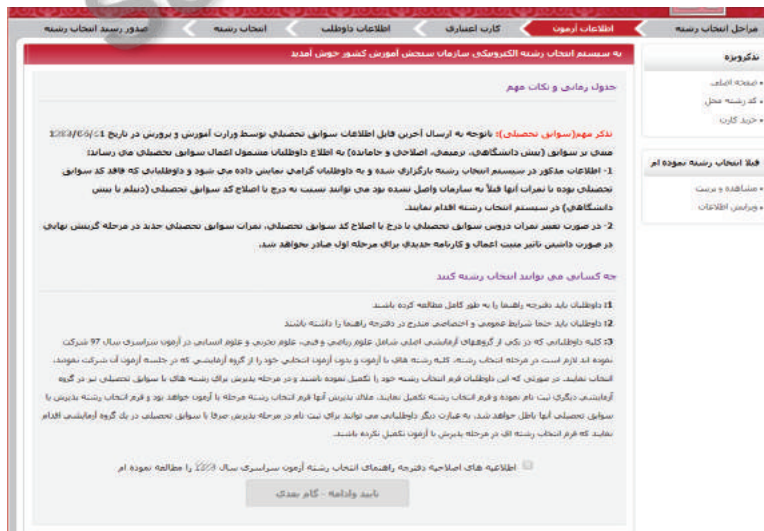 مراحل انتخاب رشته
اطلاعات آزمون
کارت اعتباری
اطلاعات داوطلب
انتخاب رشته
صدور رسید انتخاب رشته
به سیستم انتخاب رشته الکترونیکی سازمان سنجش آموزش کشور خوش آمدید
تذکرویژه
صفحه اصلی
کد رشته محل
خرید کارت
قبلا انتخاب رشته نموده ام
مشاهده و پرینت
ویرایش اطلاعات
جدول زمانی و نکات مهم
تذکر مهم(سوابق تحصیلی): باتوجه به ارسال آخرین فایل اطلاعات سوابق تحصیلی توسط وزارت آموزش و پرورش در تاریخ
مبنی بر سوابق (پیش دانشگاهی، ترمیمی، اصلاحی و جامانده) به اطلاع داوطلبان مشمول اعمال سوابق تحصیلی می رساند:
1- اطلاعات مذکور در سیستم انتخاب رشته بارگزاری شده و به داوطلبان گرامی نمایش داده می شود و داوطلبانی که فاقد کد سوابق
تحصیلی بوده یا نمرات آنها قبلاً به سازمان واصل نشده بود می توانند نسبت به درج یا اصلاح کد سوابق تحصیلی (دیپلم یا پیش
دانشگاهی) در سیستم انتخاب رشته اقدام نمایند.
2- در صورت تغییر نمرات دروس سوابق تحصیلی یا درج یا اصلاح کد سوابق تحصیلی، نمرات سوابق تحصیلی جدید در مرحله گزینش نهایی
در صورت داشتن تاثیر مثبت اعمال و کارنامه جدیدی برای مرحله اول صادر نخواهد شد.
چه کسانی می توانند انتخاب رشته کنند
1: داوطلبان باید دفترچه راهنما را به طور کامل مطالعه کرده باشند
2: داوطلبان باید حتما شرایط عمومی و اختصاصی مندرج در دفترچه راهنما را داشته باشند
3: کلیه داوطلبانی که در یکی از گروههای آزمایشی اصلی شامل علوم ریاضی و فنی، علوم تجربی و علوم انسانی در آزمون سراسری سال 97 شرکت
نموده اند لازم است در مرحله انتخاب رشته، کلیه رشته های با آزمون و بدون آزمون انتخابی خود را از گروه آزمایشی که در جلسه آزمون آن شرکت نمودند،
انتخاب نمایند. در صورتی که این داوطلبان فرم انتخاب رشته خود را تکمیل نموده باشند و در مرحله پذیرش برای رشته های با سوابق تحصیلی نیز در گروه
آزمایشی دیگری ثبت نام نموده و فرم انتخاب رشته تکمیل نمایند، ملاک پذیرش آنها فرم انتخاب رشته مرحله با آزمون خواهد بود و فرم انتخاب رشته پذیرش با
سوابق تحصیلی آنها باطل خواهد شد. به عبارت دیگر داوطلبانی می توانند برای ثبت نام در مرحله پذیرش صرفا با سوابق تحصیلی در یک گروه آزمایشی اقدام
نمایند که فرم انتخاب رشته ای در مرحله پذیرش با آزمون تکمیل نکرده باشند.
اطلاعیه های اصلاحیه دفترچه راهنمای انتخاب رشته آزمون سراسری سال را مطالعه نموده ام
تایید وادامه - گام بعدی